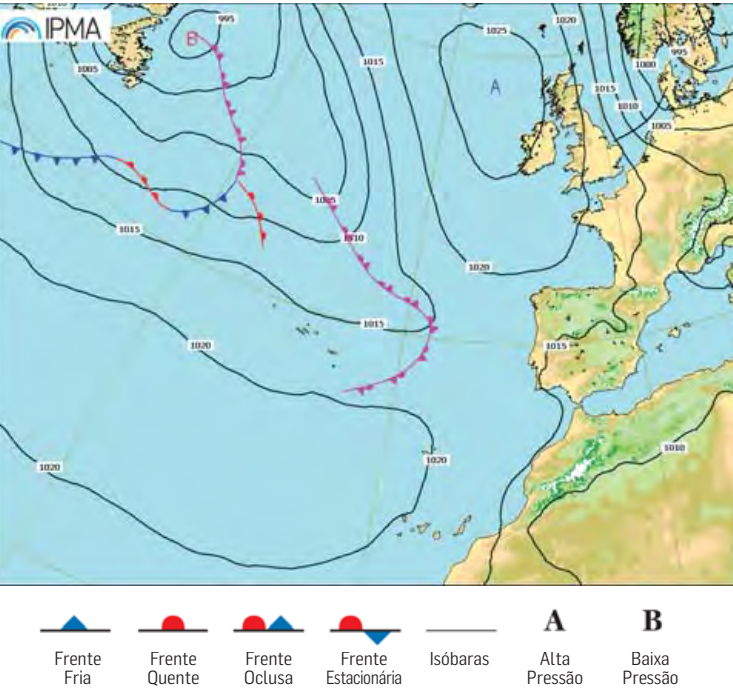 1010
IPMA
995
B
1005
1015
1025
A
1020
995
1000
1015
1010
1005
1005
1010
1015
1020
1015
1020
1015
1020
1020
1010
A
B
Frente
Fria
Frente
Quente
Frente
Oclusa
Frente
Estacionária
Isóbaras
Alta
Pressão
Baixa
Pressão